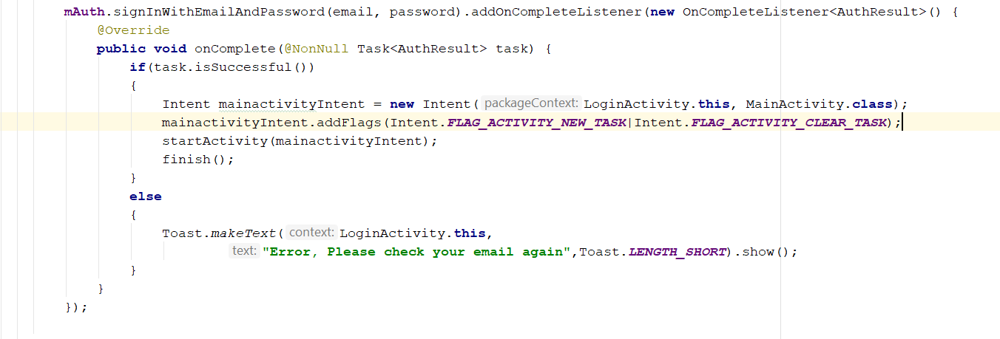 mAuth.signInWithEmailAndPassword(email, password).addOnCompleteListener(new OnCompleteListener<AuthResult>() {
@Override
public void onComplete(@NonNull Task<AuthResult> task) {
if(task.isSuccessful())
{
Intent mainactivityIntent = new Intent( packageContext: LoginActivity.this, MainActivity.class);
mainactivityIntent.addFlags(Intent.FLAG_ACTIVITY_NEW_TASK|Intent.FLAG_ACTIVITY_CLEAR_TASK);
startActivity(mainactivityIntent);
finish();
}
else
{
Toast.makeText( context: LoginActivity.this,
text: "Error, Please check your email again",Toast.LENGTH_SHORT).show();
}
}
});